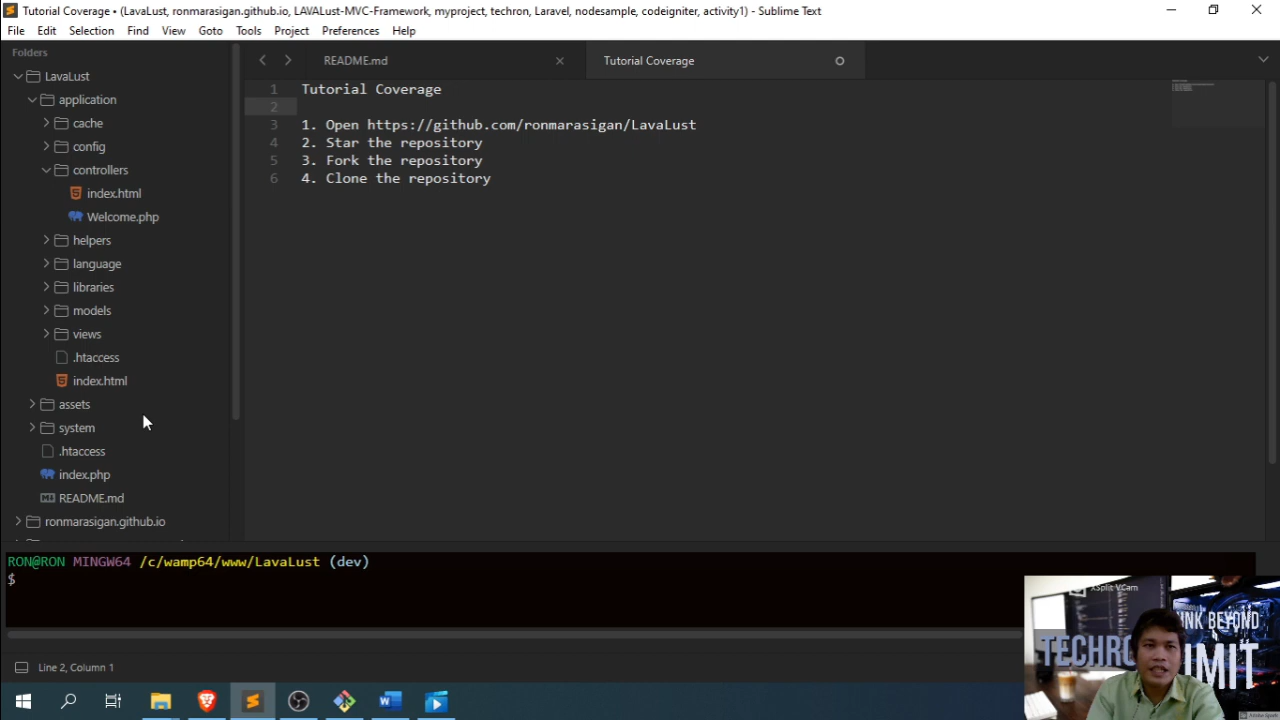 Tutorial Coverage • (LavaLust, ronmarasigan.github.io, LAVALust-MVC-Framework, myproject, techron, Laravel, nodesample, codeigniter, activity1) - Sublime Text
File Edit Selection Find View Goto Tools Project Preferences Help
Folders
LavaLust
application
cache
config
controllers
index.html
Welcome.php
helpers
language
libraries
models
views
.htaccess
index.html
assets
system
.htaccess
index.php
README.md
ronmarasigan.github.io
README.md
Tutorial Coverage
1 Tutorial Coverage
2
3 1. Open https://github.com/ronmarasigan/LavaLust
4 2. Star the repository
5 3. Fork the repository
6 4. Clone the repository
RON@RON MINGW64 /c/wamp64/www/LavaLust (dev)
$
Line 2, Column 1
XSplit VCam
BEYOND
TECHRO
IMIT